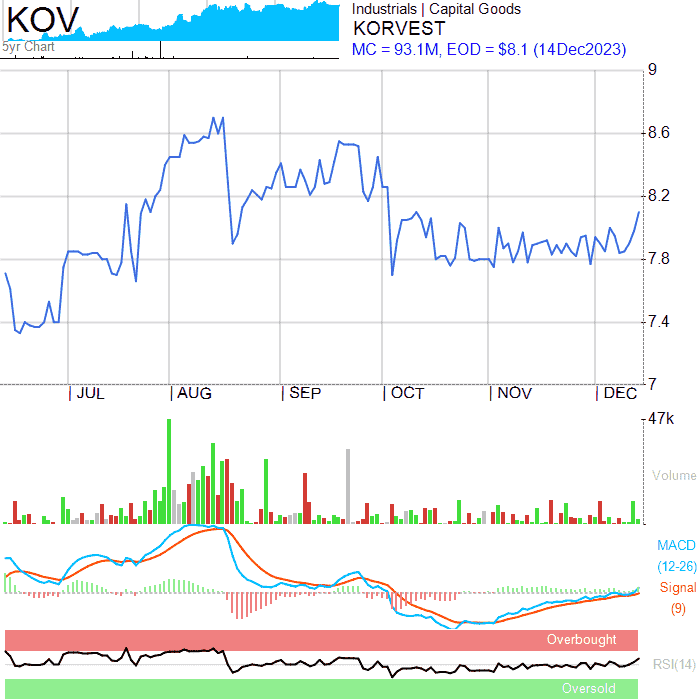 KOV
5yr Chart
Industrials | Capital Goods
KORVEST
MC = 93.1M, EOD = $8.1 (14Dec2023)
9
8.6
8.2
7.8
7.4
7
JUL AUG SEP OCT NOV DEC
47k
Volume
MACD
(12-26)
Signal
(9)
Overbought
RSI(14)
Oversold